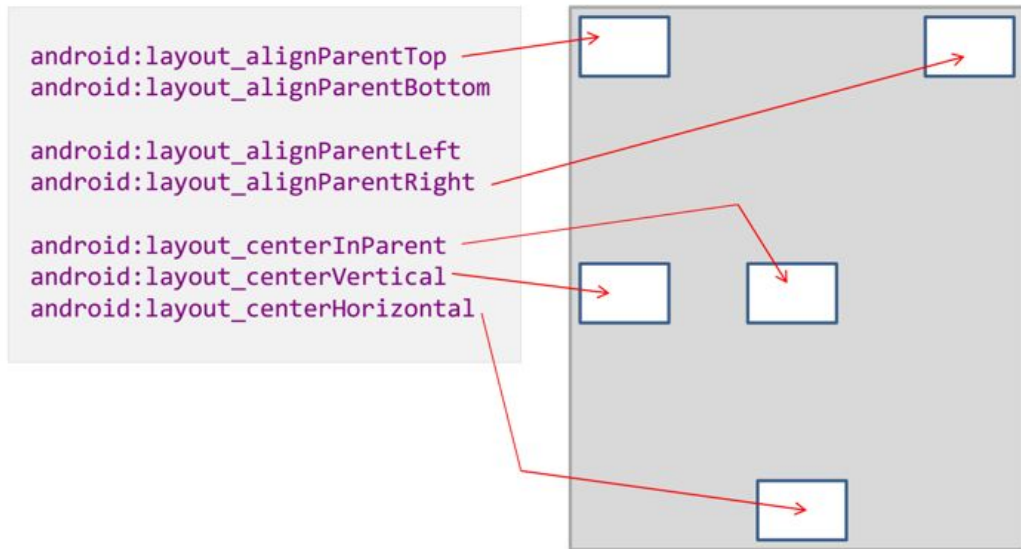 android:layout_alignParentTop
android:layout_alignParentBottom
android:layout_alignParentLeft
android:layout_alignParentRight
android:layout_centerInParent
android:layout_centerVertical
android:layout_centerHorizontal